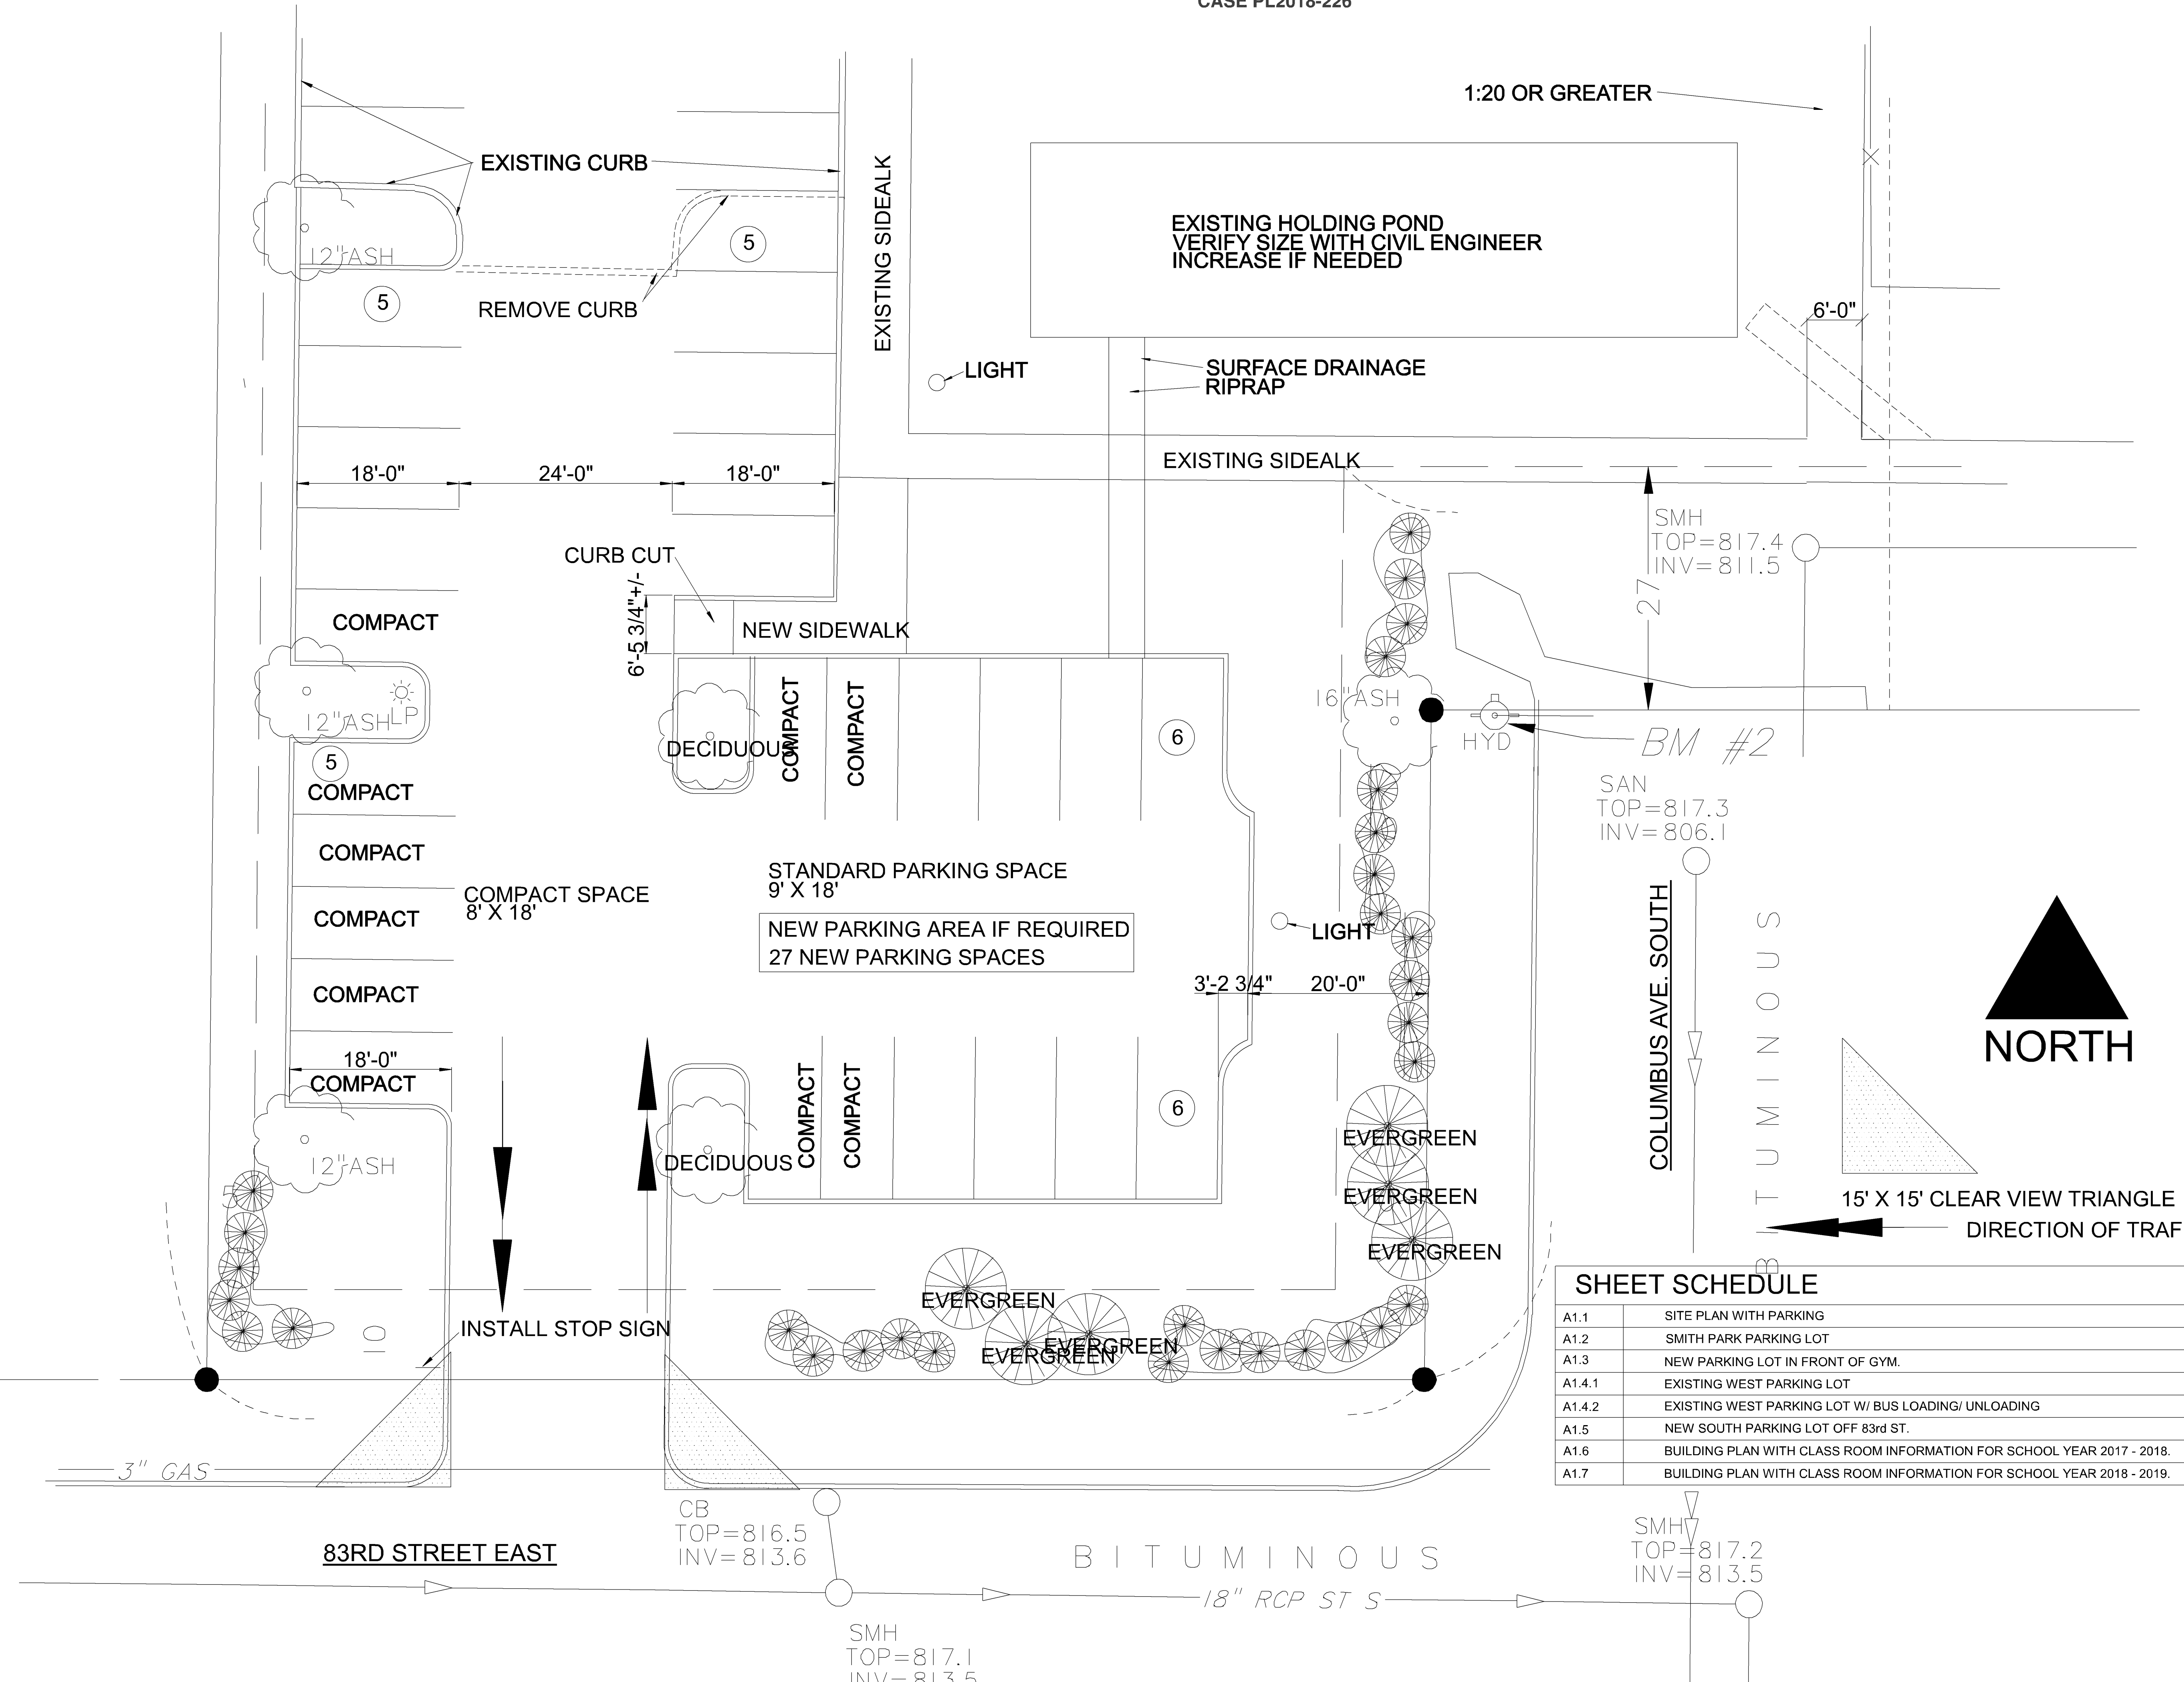 CASE PL2018-226
1:20 OR GREATER
EXISTING CURB
EXISTING SIDEALK
EXISTING HOLDING POND
VERIFY SIZE WITH CIVIL ENGINEER
INCREASE IF NEEDED
5
12" ASH
5
REMOVE CURB
6'-0"
LIGHT
SURFACE DRAINAGE
RIPRAP
EXISTING SIDEALK
18'-0"
24'-0"
18'-0"
SMH
TOP=817.4
INV=811.5
27
CURB CUT
6'-5 3/4"+/-
COMPACT
NEW SIDEWALK
12" ASH
LP
DECIDUOUS
COMPACT
COMPACT
6
16" ASH
HYD
BM #2
5
COMPACT
SAN
TOP=817.3
INV=806.1
COMPACT
COMPACT SPACE
8' X 18'
STANDARD PARKING SPACE
9' X 18'
NEW PARKING AREA IF REQUIRED
27 NEW PARKING SPACES
COMPACT
LIGHT
COLUMBUS AVE. SOUTH
BITUMINOUS
COMPACT
3'-2 3/4"
20'-0"
NORTH
18'-0"
COMPACT
COMPACT
COMPACT
6
12" ASH
DECIDUOUS
EVERGREEN
EVERGREEN
EVERGREEN
15' X 15' CLEAR VIEW TRIANGLE
DIRECTION OF TRAF
EVERGREEN
EVERGREEN
EVERGREEN
10
INSTALL STOP SIGN
SHEET SCHEDULE
A1.1 SITE PLAN WITH PARKING
A1.2 SMITH PARK PARKING LOT
A1.3 NEW PARKING LOT IN FRONT OF GYM.
A1.4.1 EXISTING WEST PARKING LOT
A1.4.2 EXISTING WEST PARKING LOT W/ BUS LOADING/ UNLOADING
A1.5 NEW SOUTH PARKING LOT OFF 83rd ST.
A1.6 BUILDING PLAN WITH CLASS ROOM INFORMATION FOR SCHOOL YEAR 2017 - 2018.
A1.7 BUILDING PLAN WITH CLASS ROOM INFORMATION FOR SCHOOL YEAR 2018 - 2019.
3" GAS
CB
TOP=816.5
INV=813.6
83RD STREET EAST
BITUMINOUS
SMH
TOP=817.2
INV=813.5
18" RCP ST S
SMH
TOP=817.1
INV=813.5